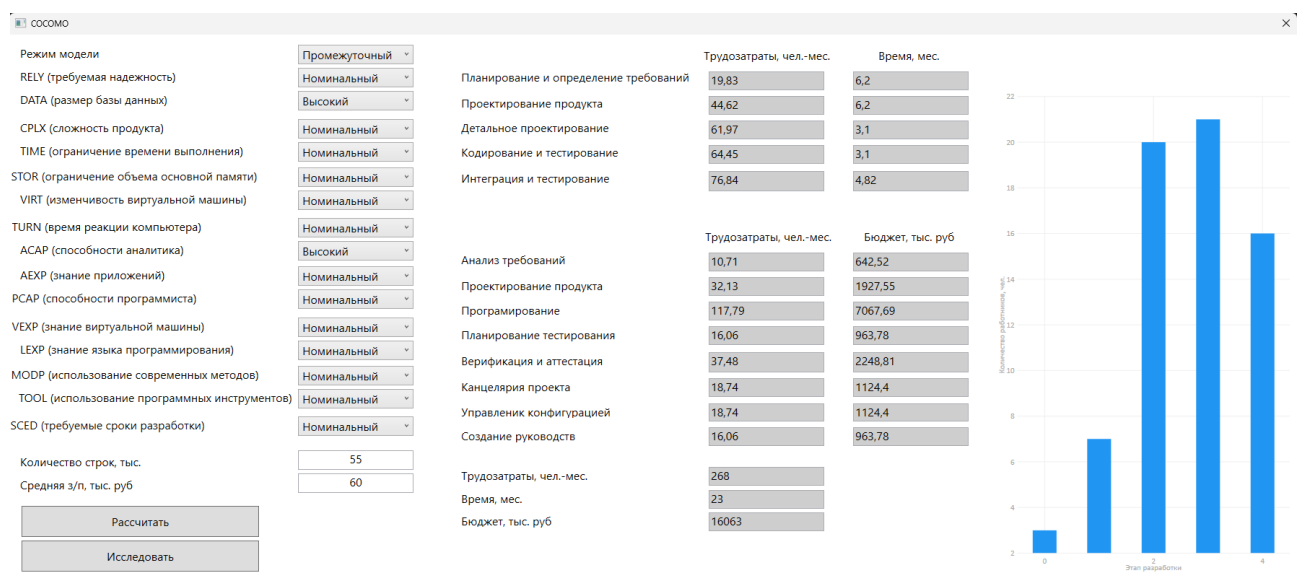 COCOMO
Режим модели Промежуточный
RELY (требуемая надежность) Номинальный
DATA (размер базы данных) Высокий
CPLX (сложность продукта) Номинальный
TIME (ограничение времени выполнения) Номинальный
STOR (ограничение объема основной памяти) Номинальный
VIRT (изменчивость виртуальной машины) Номинальный
TURN (время реакции компьютера) Номинальный
ACAP (способности аналитика) Высокий
AEXP (знание приложений) Номинальный
PCAP (способности программиста) Номинальный
VEXP (знание виртуальной машины) Номинальный
LEXP (знание языка программирования) Номинальный
MODP (использование современных методов) Номинальный
TOOL (использование программных инструментов) Номинальный
SCED (требуемые сроки разработки) Номинальный
Количество строк, тыс. 55
Средняя з/п, тыс. руб 60
Рассчитать
Исследовать
Трудозатраты, чел.-мес. Время, мес.
Планирование и определение требований 19,83 6,2
Проектирование продукта 44,62 6,2
Детальное проектирование 61,97 3,1
Кодирование и тестирование 64,45 3,1
Интеграция и тестирование 76,84 4,82
Трудозатраты, чел.-мес. Бюджет, тыс. руб
Анализ требований 10,71 642,52
Проектирование продукта 32,13 1927,55
Програмирование 117,79 7067,69
Планирование тестирования 16,06 963,78
Верификация и аттестация 37,48 2248,81
Канцелярия проекта 18,74 1124,4
Управленик конфигурацией 18,74 1124,4
Создание руководств 16,06 963,78
Трудозатраты, чел.-мес. 268
Время, мес. 23
Бюджет, тыс. руб 16063
Количество работников, чел.
22
20
18
16
14
12
10
8
6
4
2
0 2 4
Этап разработки